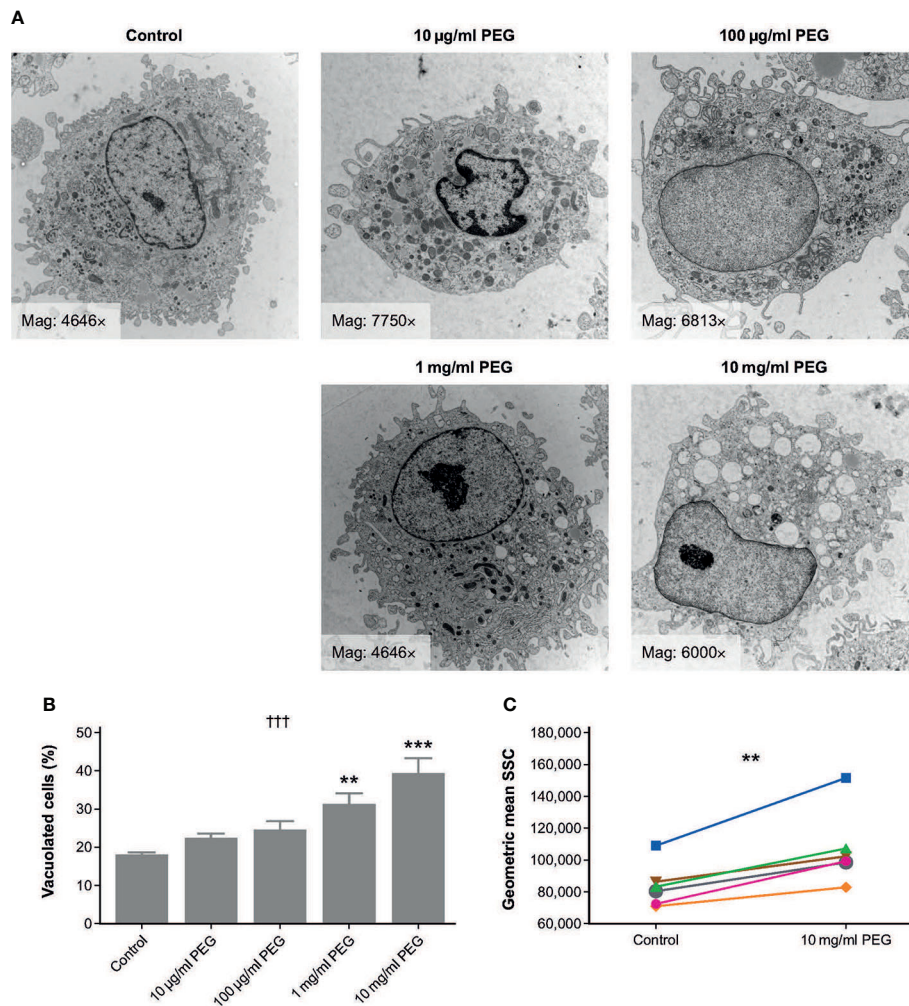 A
Control
10 µg/ml PEG
100 µg/ml PEG
Mag: 4646×
Mag: 7750×
Mag: 6813×
1 mg/ml PEG
10 mg/ml PEG
Mag: 4646×
Mag: 6000×
B
Vacuolated cells (%)
50
40
30
20
10
0
†††
**
***
Control
10 µg/ml PEG
100 µg/ml PEG
1 mg/ml PEG
10 mg/ml PEG
C
Geometric mean SSC
180,000
160,000
140,000
120,000
100,000
80,000
60,000
**
Control
10 mg/ml PEG